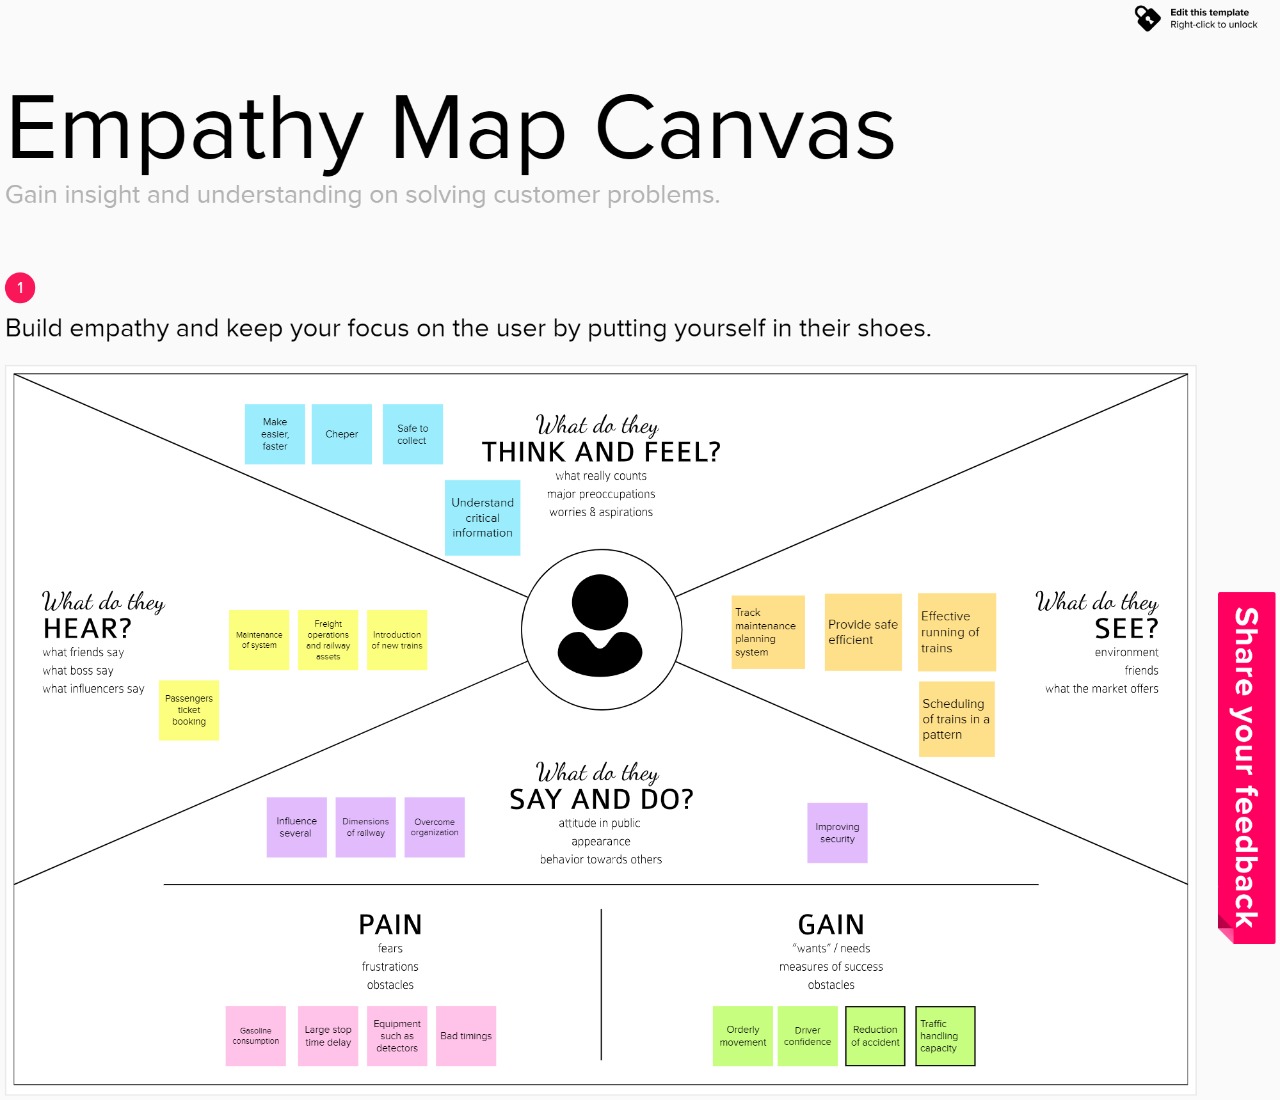 Edit this template
Right-click to unlock
Empathy Map Canvas
Gain insight and understanding on solving customer problems.
1
Build empathy and keep your focus on the user by putting yourself in their shoes.
Make
easier,
faster
Cheper
Safe to
collect
Understand
critical
information
What do they
THINK AND FEEL?
what really counts
major preoccupations
worries & aspirations
What do they
HEAR?
what friends say
what boss say
what influencers say
Maintenance
of system
Freight
operations
and railway
assets
Introduction
of new trains
Passengers
ticket
booking
Track
maintenance
planning
system
Provide safe
efficient
Effective
running of
trains
Scheduling
of trains in a
pattern
What do they
SEE?
environment
friends
what the market offers
What do they
SAY AND DO?
attitude in public
appearance
behavior towards others
Influence
several
Dimensions
of railway
Overcome
organization
Improving
security
PAIN
fears
frustrations
obstacles
Gasoline
consumption
Large stop
time delay
Equipment
such as
detectors
Bad timings
GAIN
"wants" / needs
measures of success
obstacles
Orderly
movement
Driver
confidence
Reduction
of accident
Traffic
handling
capacity
Share your feedback